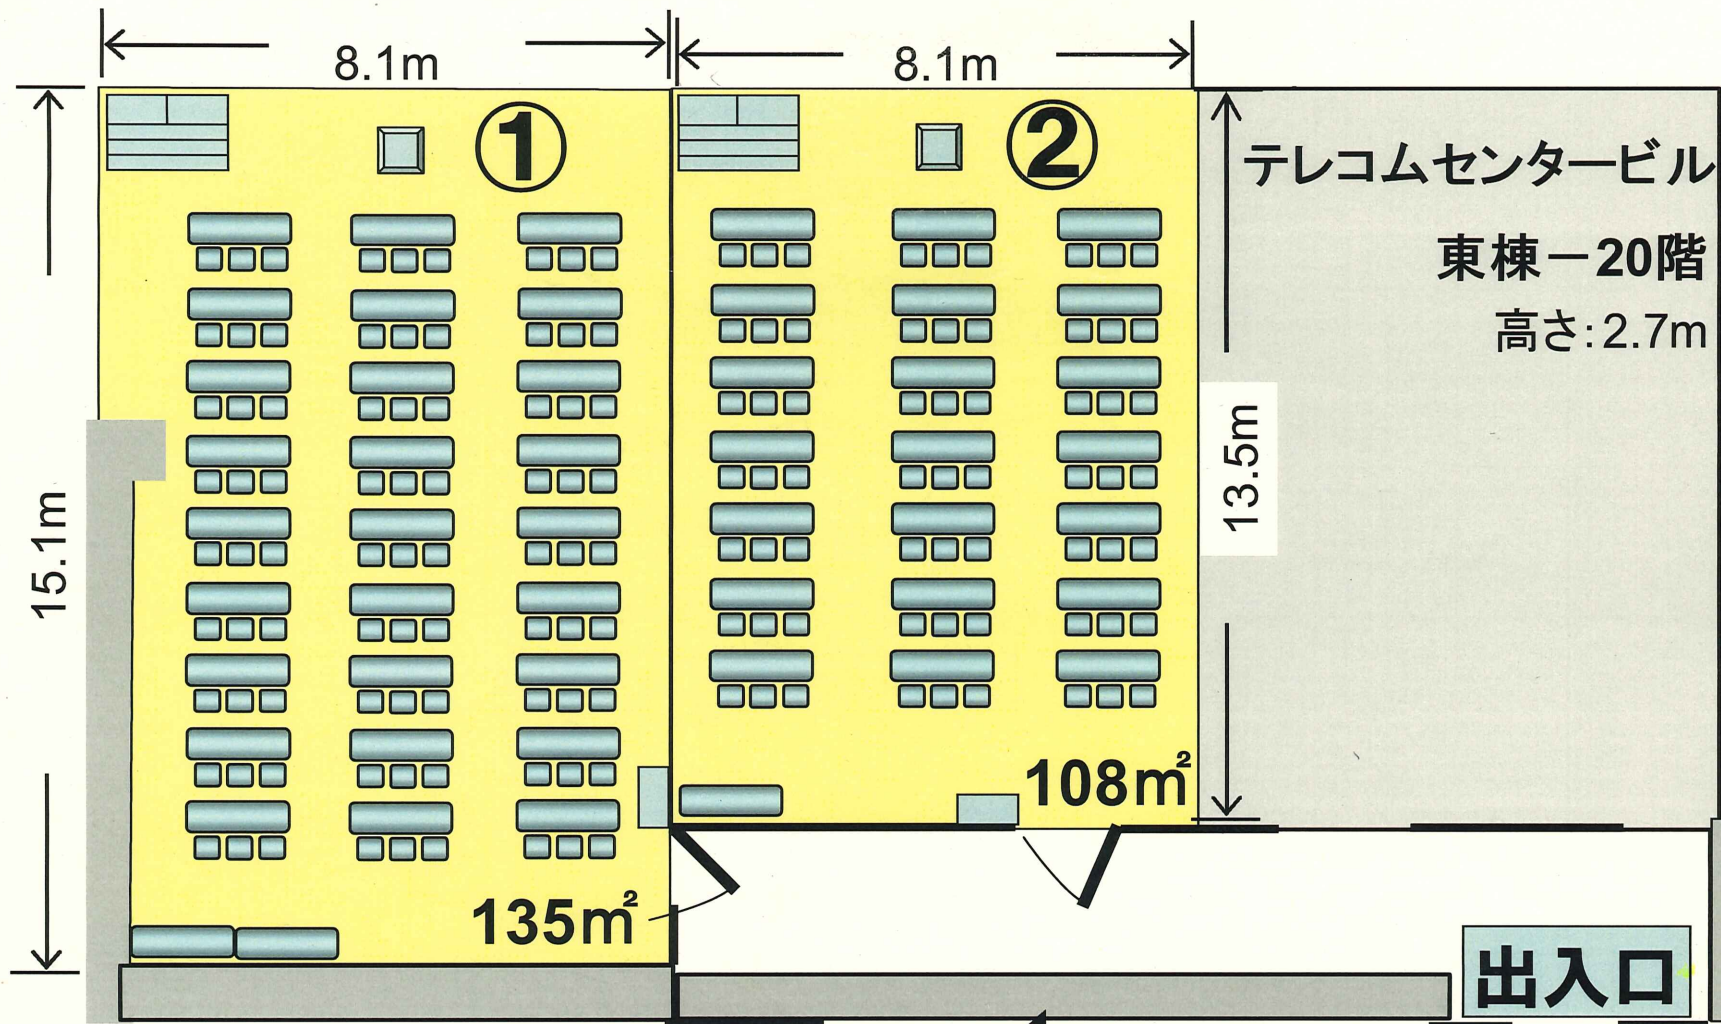 8.1m
8.1m
①
②
テレコムセンタービル
東棟－20階
高さ：2.7m
13.5m
15.1m
108㎡
135㎡
出入口